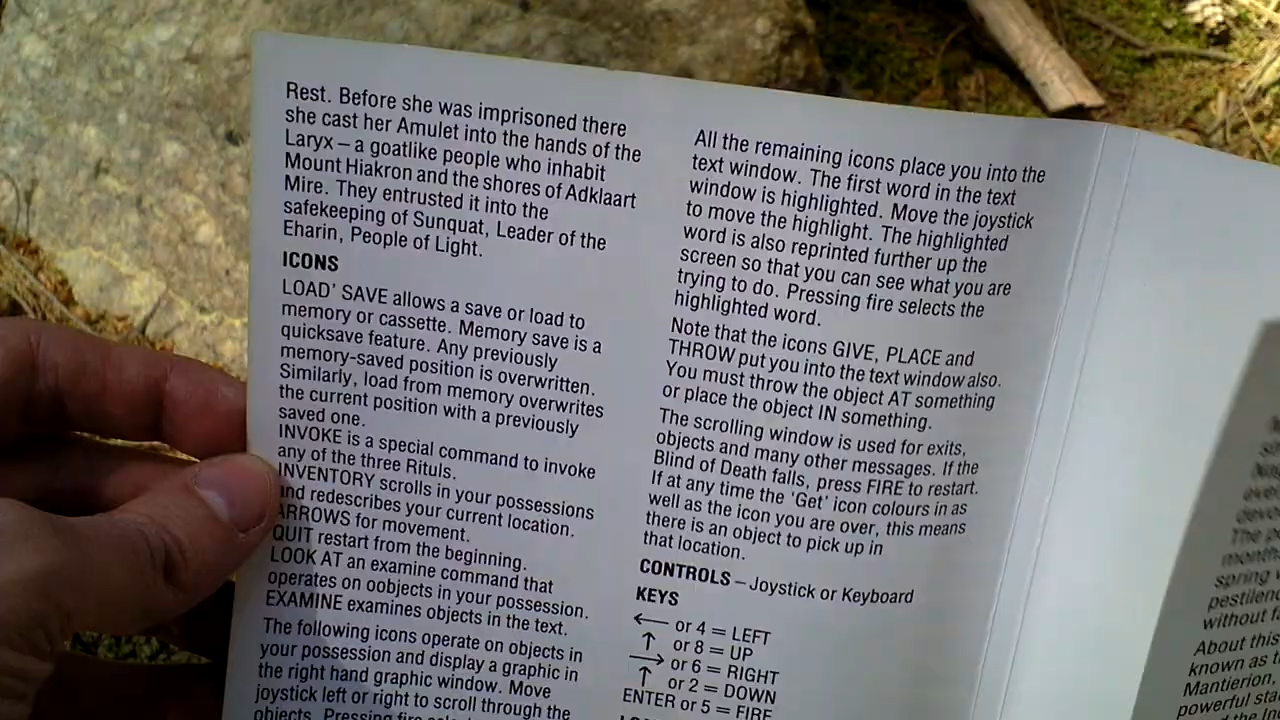 Rest. Before she was imprisoned there
she cast her Amulet into the hands of the
Laryx – a goatlike people who inhabit
Mount Hiakron and the shores of Adklaart
Mire. They entrusted it into the
safekeeping of Sunquat, Leader of the
Eharin, People of Light.
ICONS
LOAD' SAVE allows a save or load to
memory or cassette. Memory save is a
quicksave feature. Any previously
memory-saved position is overwritten.
Similarly, load from memory overwrites
the current position with a previously
saved one.
INVOKE is a special command to invoke
any of the three Rituls.
INVENTORY scrolls in your possessions
and redescribes your current location.
ARROWS for movement.
QUIT restart from the beginning.
LOOK AT an examine command that
operates on oobjects in your possession.
EXAMINE examines objects in the text.
The following icons operate on objects in
your possession and display a graphic in
the right hand graphic window. Move
joystick left or right to scroll through the
objects. Pressing fire
All the remaining icons place you into the
text window. The first word in the text
window is highlighted. Move the joystick
to move the highlight. The highlighted
word is also reprinted further up the
screen so that you can see what you are
trying to do. Pressing fire selects the
highlighted word.
Note that the icons GIVE, PLACE and
THROW put you into the text window also.
You must throw the object AT something
or place the object IN something.
The scrolling window is used for exits,
objects and many other messages. If the
Blind of Death falls, press FIRE to restart.
If at any time the 'Get' icon colours in as
well as the icon you are over, this means
there is an object to pick up in
that location.
CONTROLS – Joystick or Keyboard
KEYS
← or 4 = LEFT
↑ or 8 = UP
→ or 6 = RIGHT
↑ or 2 = DOWN
ENTER or 5 = FIRE
The
month
spring
pestilen
without
About this
known as
Mantierion,
powerful sta